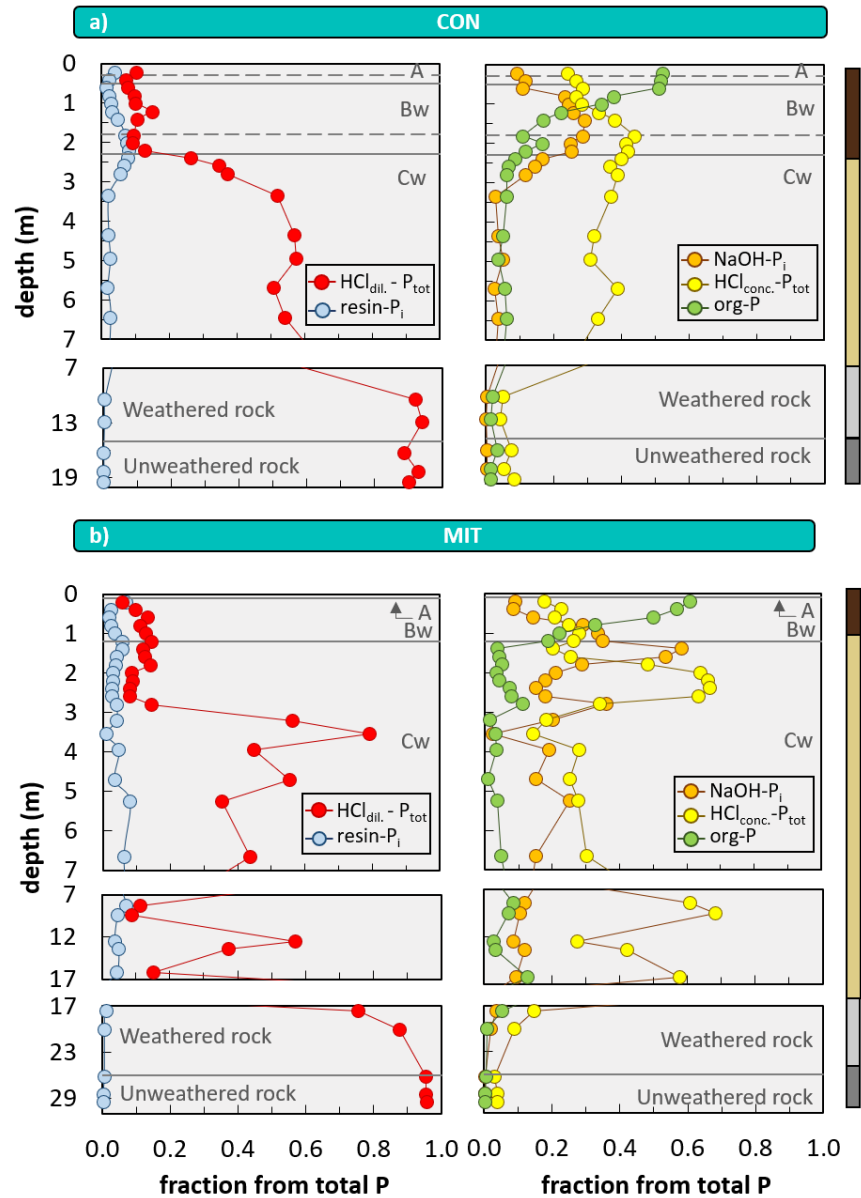 a) CON
0
1
2
3
4
5
6
7
depth (m)
A
Bw
Cw
HCldil. - Ptot
resin-Pi
A
Bw
Cw
NaOH-Pi
HClconc.-Ptot
org-P
7
13
19
Weathered rock
Unweathered rock
Weathered rock
Unweathered rock
b) MIT
0
1
2
3
4
5
6
7
depth (m)
A
Bw
Cw
HCldil. - Ptot
resin-Pi
A
Bw
Cw
NaOH-Pi
HClconc.-Ptot
org-P
7
12
17
17
23
29
Weathered rock
Unweathered rock
Weathered rock
Unweathered rock
0.0 0.2 0.4 0.6 0.8 1.0
0.0 0.2 0.4 0.6 0.8 1.0
fraction from total P
fraction from total P